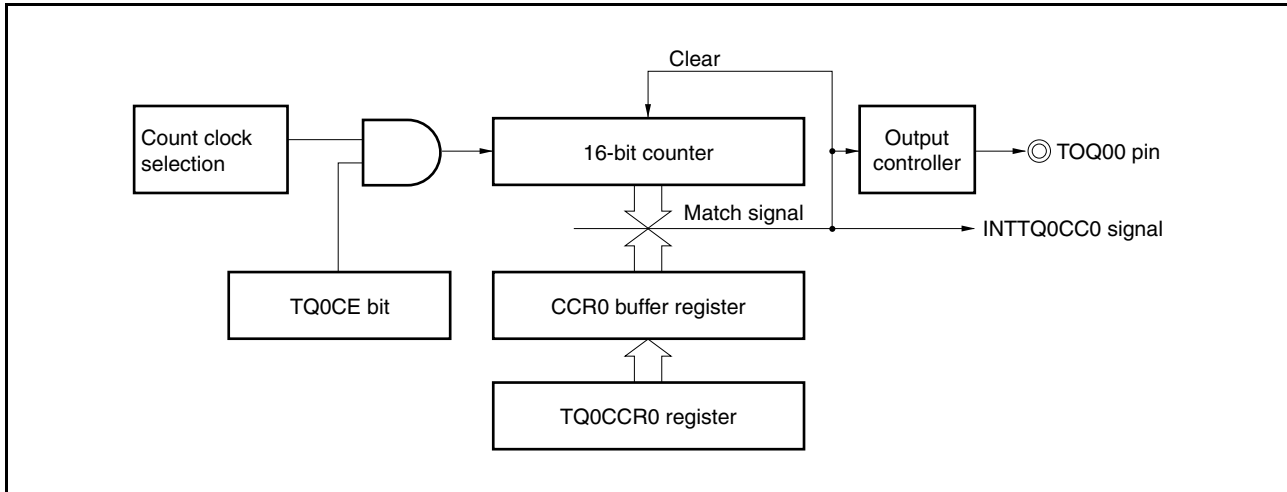 Clear
Count clock
selection
16-bit counter
Output
controller
TOQ00 pin
Match signal
INTTQ0CC0 signal
TQ0CE bit
CCR0 buffer register
TQ0CCR0 register